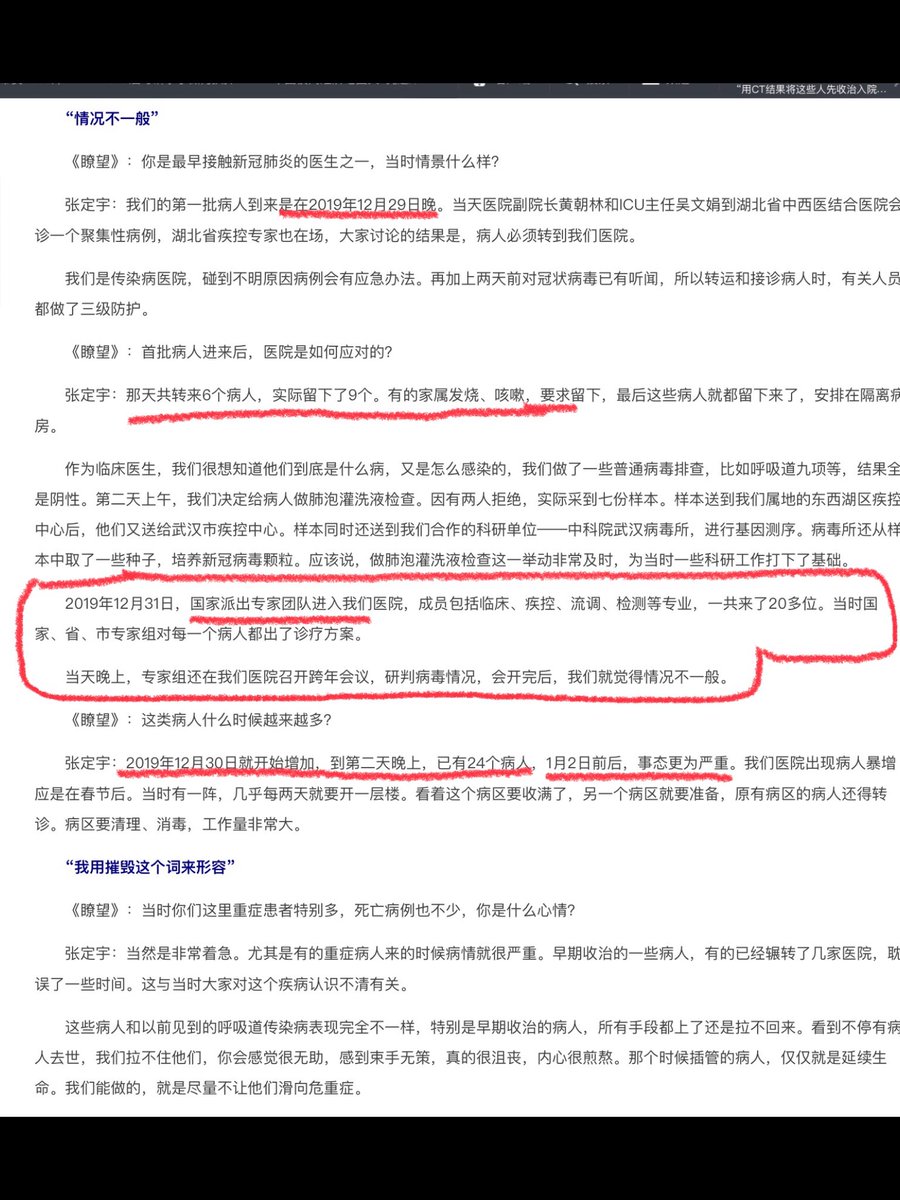 “用CT结果将这些人先收治入院...
“情况不一般”
《瞭望》：你是最早接触新冠肺炎的医生之一，当时情景什么样？
张定宇：我们的第一批病人到来是在2019年12月29日晚。当天医院副院长黄朝林和ICU主任吴文娟到湖北省中西医结合医院会
诊一个聚集性病例，湖北省疾控专家也在场，大家讨论的结果是，病人必须转到我们医院。
我们是传染病医院，碰到不明原因病例会有应急办法。再加上两天前对冠状病毒已有听闻，所以转运和接诊病人时，有关人员
都做了三级防护。
《瞭望》：首批病人进来后，医院是如何应对的？
张定宇：那天共转来6个病人，实际留下了9个。有的家属发烧、咳嗽，要求留下，最后这些病人就都留下来了，安排在隔离病
房。
作为临床医生，我们很想知道他们到底是什么病，又是怎么感染的，我们做了一些普通病毒排查，比如呼吸道九项等，结果全
是阴性。第二天上午，我们决定给病人做肺泡灌洗液检查。因有两人拒绝，实际采到七份样本。样本送到我们属地的东西湖区疾控
中心后，他们又送给武汉市疾控中心。样本同时还送到我们合作的科研单位——中科院武汉病毒所，进行基因测序。病毒所还从样
本中取了一些种子，培养新冠病毒颗粒。应该说，做肺泡灌洗液检查这一举动非常及时，为当时一些科研工作打下了基础。
2019年12月31日，国家派出专家团队进入我们医院，成员包括临床、疾控、流调、检测等专业，一共来了20多位。当时国
家、省、市专家组对每一个病人都出了诊疗方案。
当天晚上，专家组还在我们医院召开跨年会议，研判病毒情况，会开完后，我们就觉得情况不一般。
《瞭望》：这类病人什么时候越来越多？
张定宇：2019年12月30日就开始增加，到第二天晚上，已有24个病人，1月2日前后，事态更为严重。我们医院出现病人暴增
应是在春节后。当时有一阵，几乎每两天就要开一层楼。看着这个病区要收满了，另一个病区就要准备，原有病区的病人还得转
诊。病区要清理、消毒，工作量非常大。
“我用摧毁这个词来形容”
《瞭望》：当时你们这里重症患者特别多，死亡病例也不少，你是什么心情？
张定宇：当然是非常着急。尤其是有的重症病人来的时候病情就很严重。早期收治的一些病人，有的已经辗转了几家医院，耽
误了一些时间。这与当时大家对这个疾病认识不清有关。
这些病人和以前见到的呼吸道传染病表现完全不一样，特别是早期收治的病人，所有手段都上了还是拉不回来。看到不停有病
人去世，我们拉不住他们，你会感觉很无助，感到束手无策，真的很沮丧，内心很煎熬。那个时候插管的病人，仅仅就是延续生
命。我们能做的，就是尽量不让他们滑向危重症。